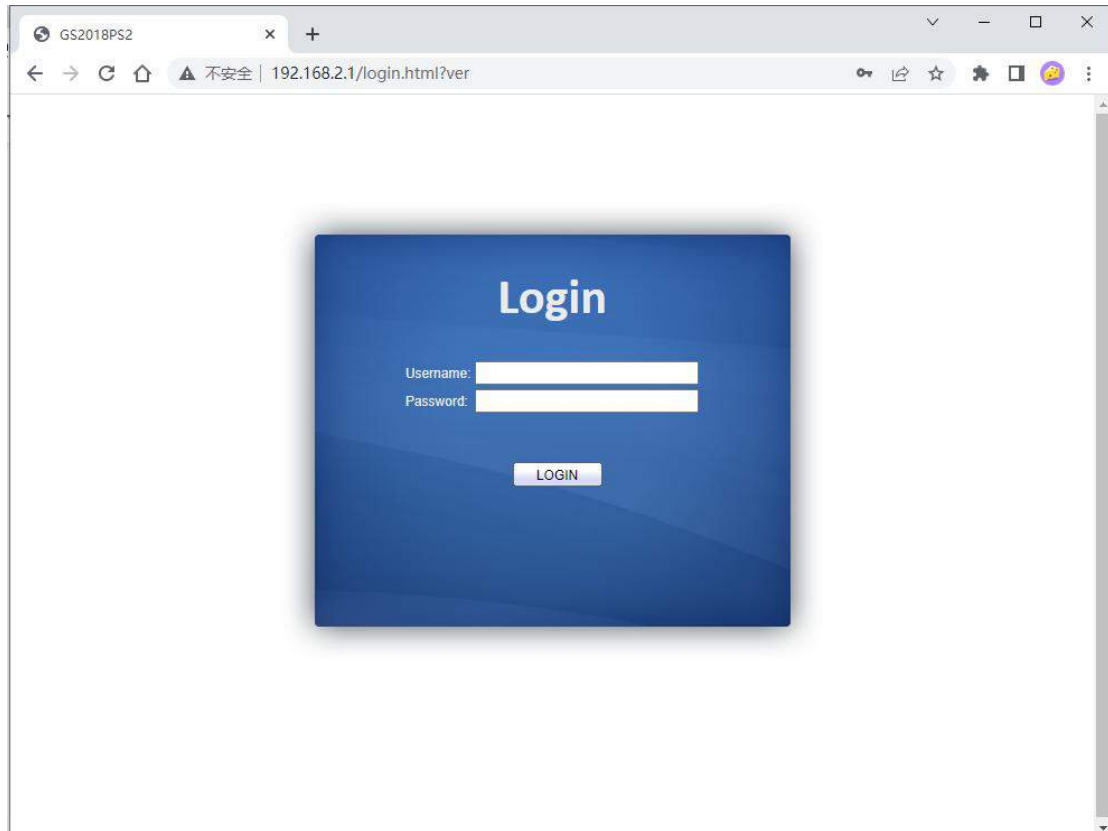 GS2018PS2
不安全 192.168.2.1/login.html?ver
Login
Username:
Password:
LOGIN